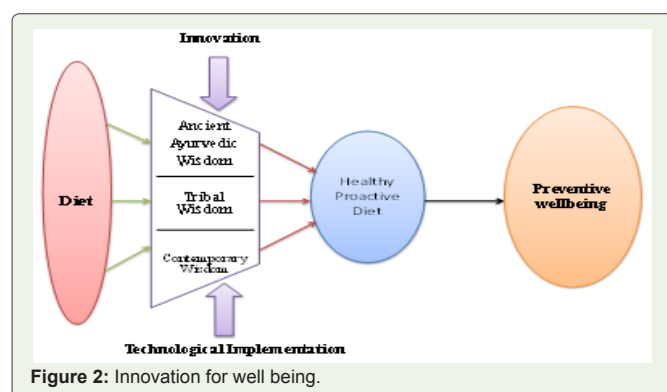 Innovation
Ancient
Ayurvedic
Wisdom
Diet
Tribal
Wisdom
Contemporary
Wisdom
Healthy
Proactive
Diet
Preventive
wellbeing
Technological Implementation
Figure 2: Innovation for well being.